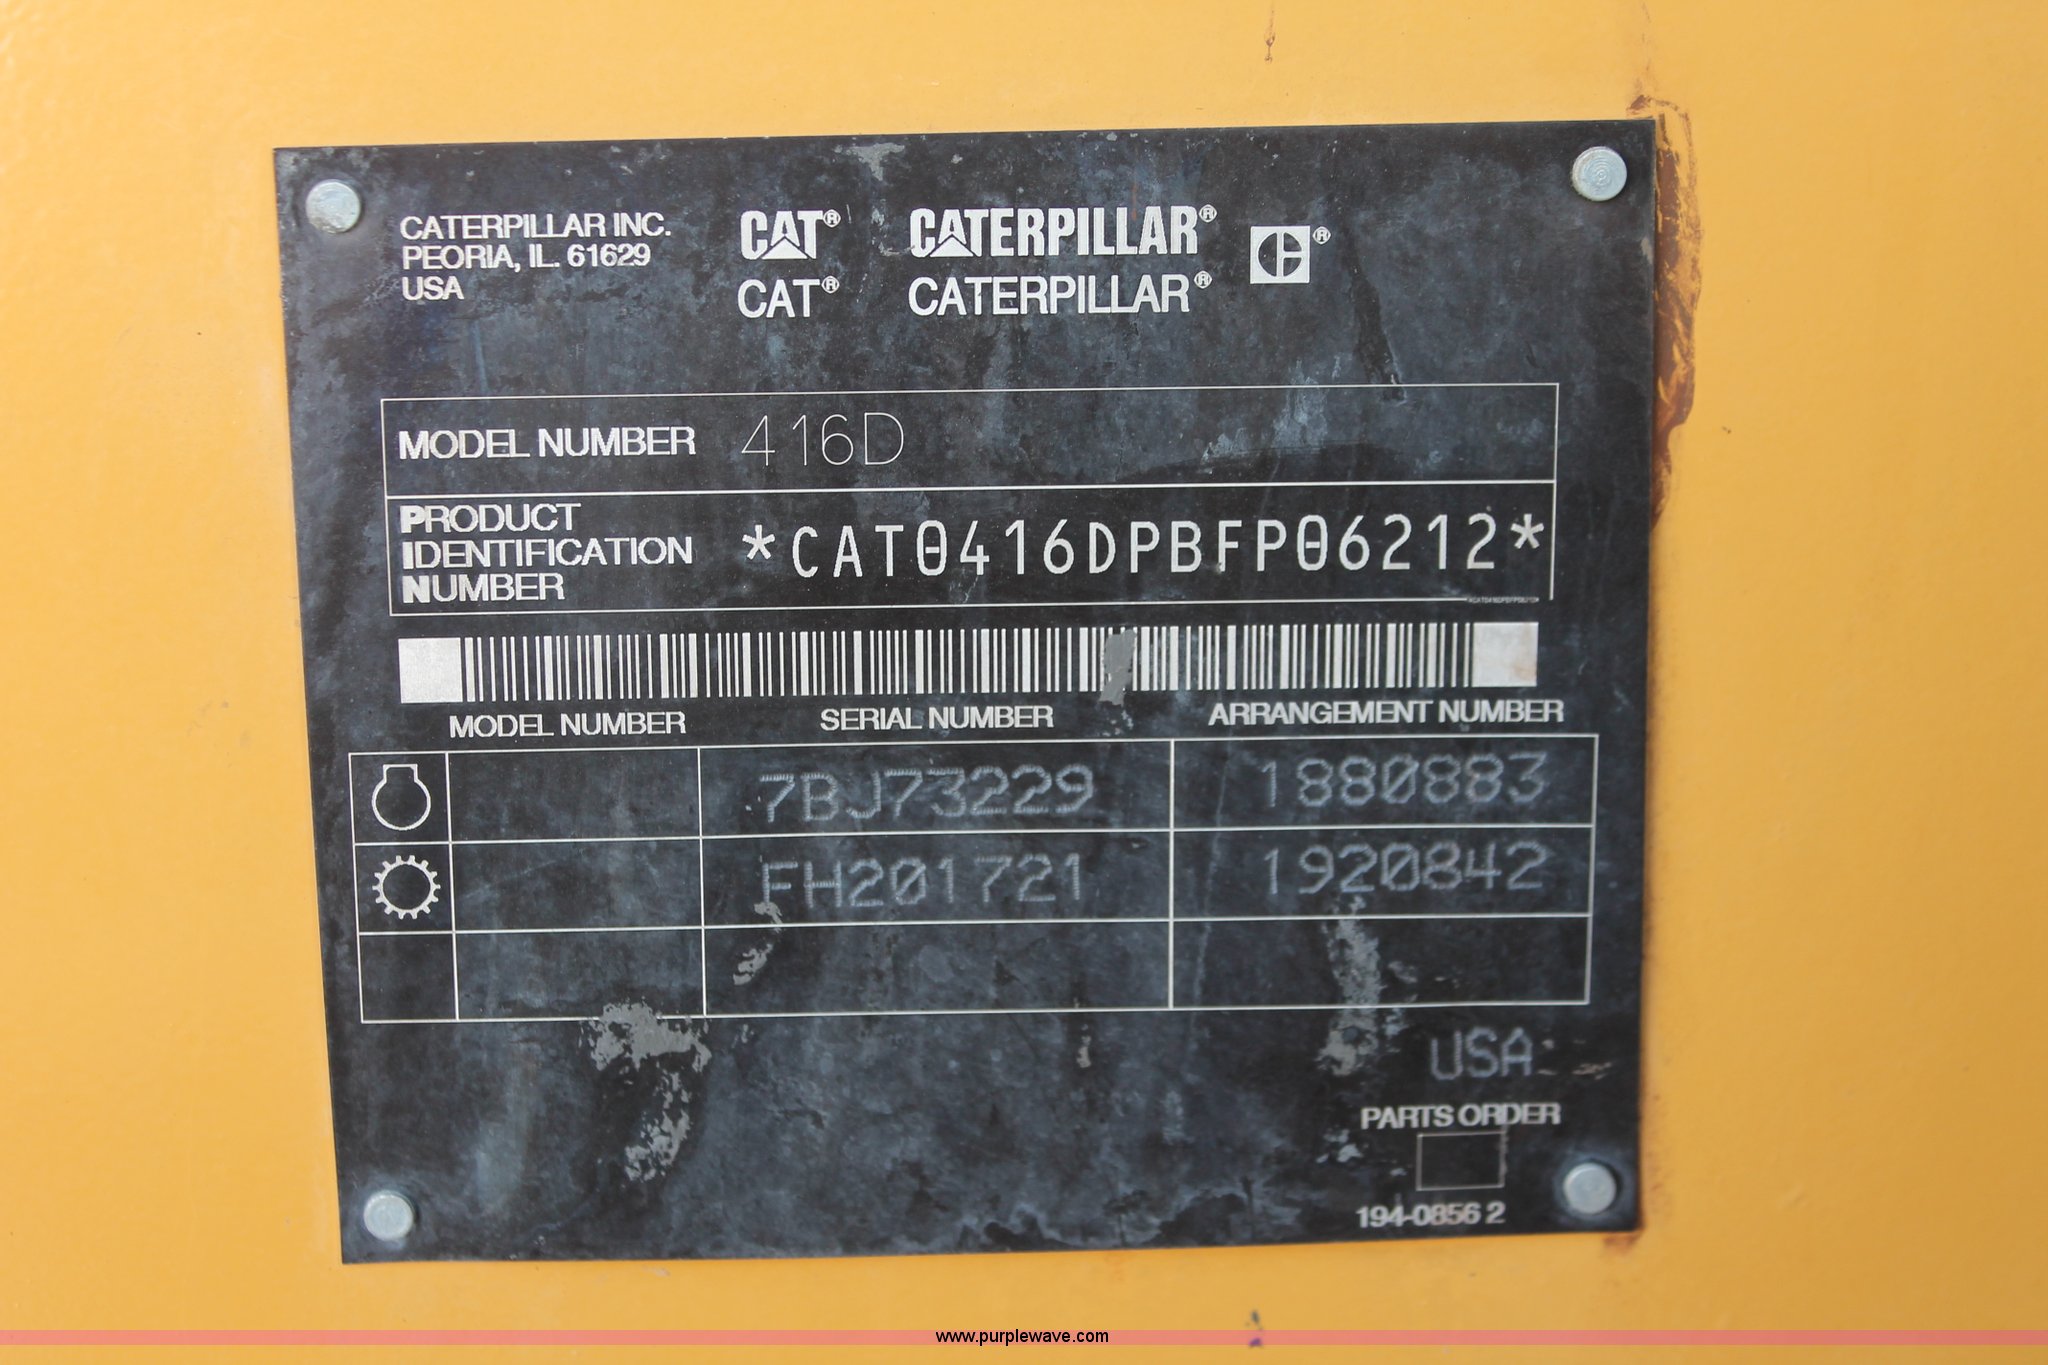 CATERPILLAR INC.
PEORIA, IL. 61629
USA
CAT® CATERPILLAR® ®
CAT® CATERPILLAR®
MODEL NUMBER 416D
PRODUCT
IDENTIFICATION
NUMBER
*CAT0416DPBFP06212*
MODEL NUMBER SERIAL NUMBER ARRANGEMENT NUMBER
7BJ73229 1880883
FH201721 1920842
USA
PARTS ORDER
194-0856 2
www.purplewave.com